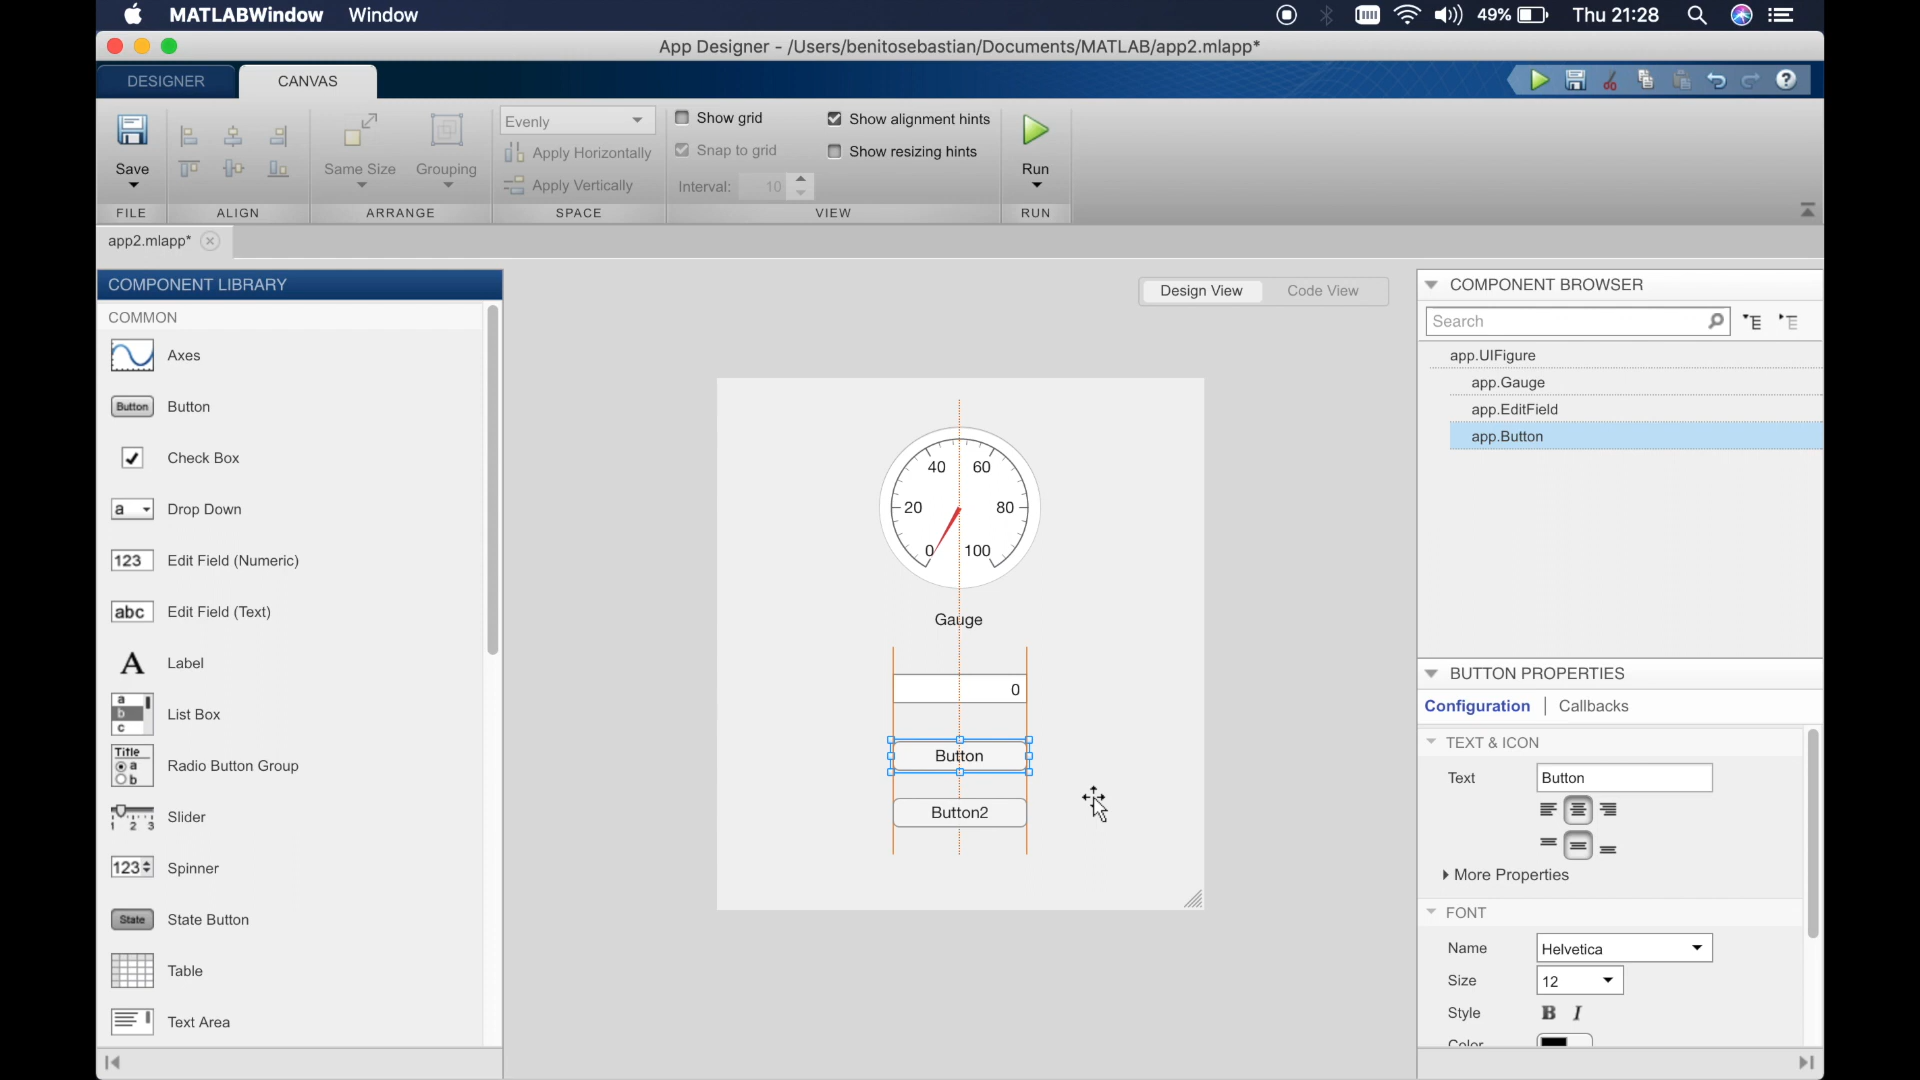 MATLABWindow Window 49% Thu 21:28
App Designer - /Users/benitosebastian/Documents/MATLAB/app2.mlapp*
DESIGNER CANVAS
Save
Same Size
Grouping
Evenly
Apply Horizontally
Apply Vertically
Show grid
Snap to grid
Interval: 10
Show alignment hints
Show resizing hints
Run
FILE ALIGN ARRANGE SPACE VIEW RUN
app2.mlapp*
COMPONENT LIBRARY
COMMON
Axes
Button Button
Check Box
a Drop Down
123 Edit Field (Numeric)
abc Edit Field (Text)
A Label
a
b
c
List Box
Title
a
b
Radio Button Group
1 2 3
Slider
123 Spinner
State State Button
Table
Text Area
Design View Code View
40 60
20 80
0 100
Gauge
0
Button
Button2
COMPONENT BROWSER
Search
app.UIFigure
app.Gauge
app.EditField
app.Button
BUTTON PROPERTIES
Configuration | Callbacks
TEXT & ICON
Text Button
More Properties
FONT
Name Helvetica
Size 12
Style B I
Color